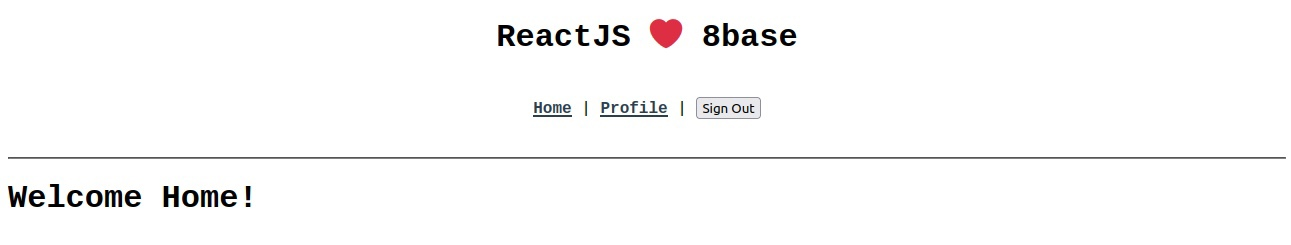 ReactJS ❤️ 8base
Home | Profile | Sign Out
Welcome Home!